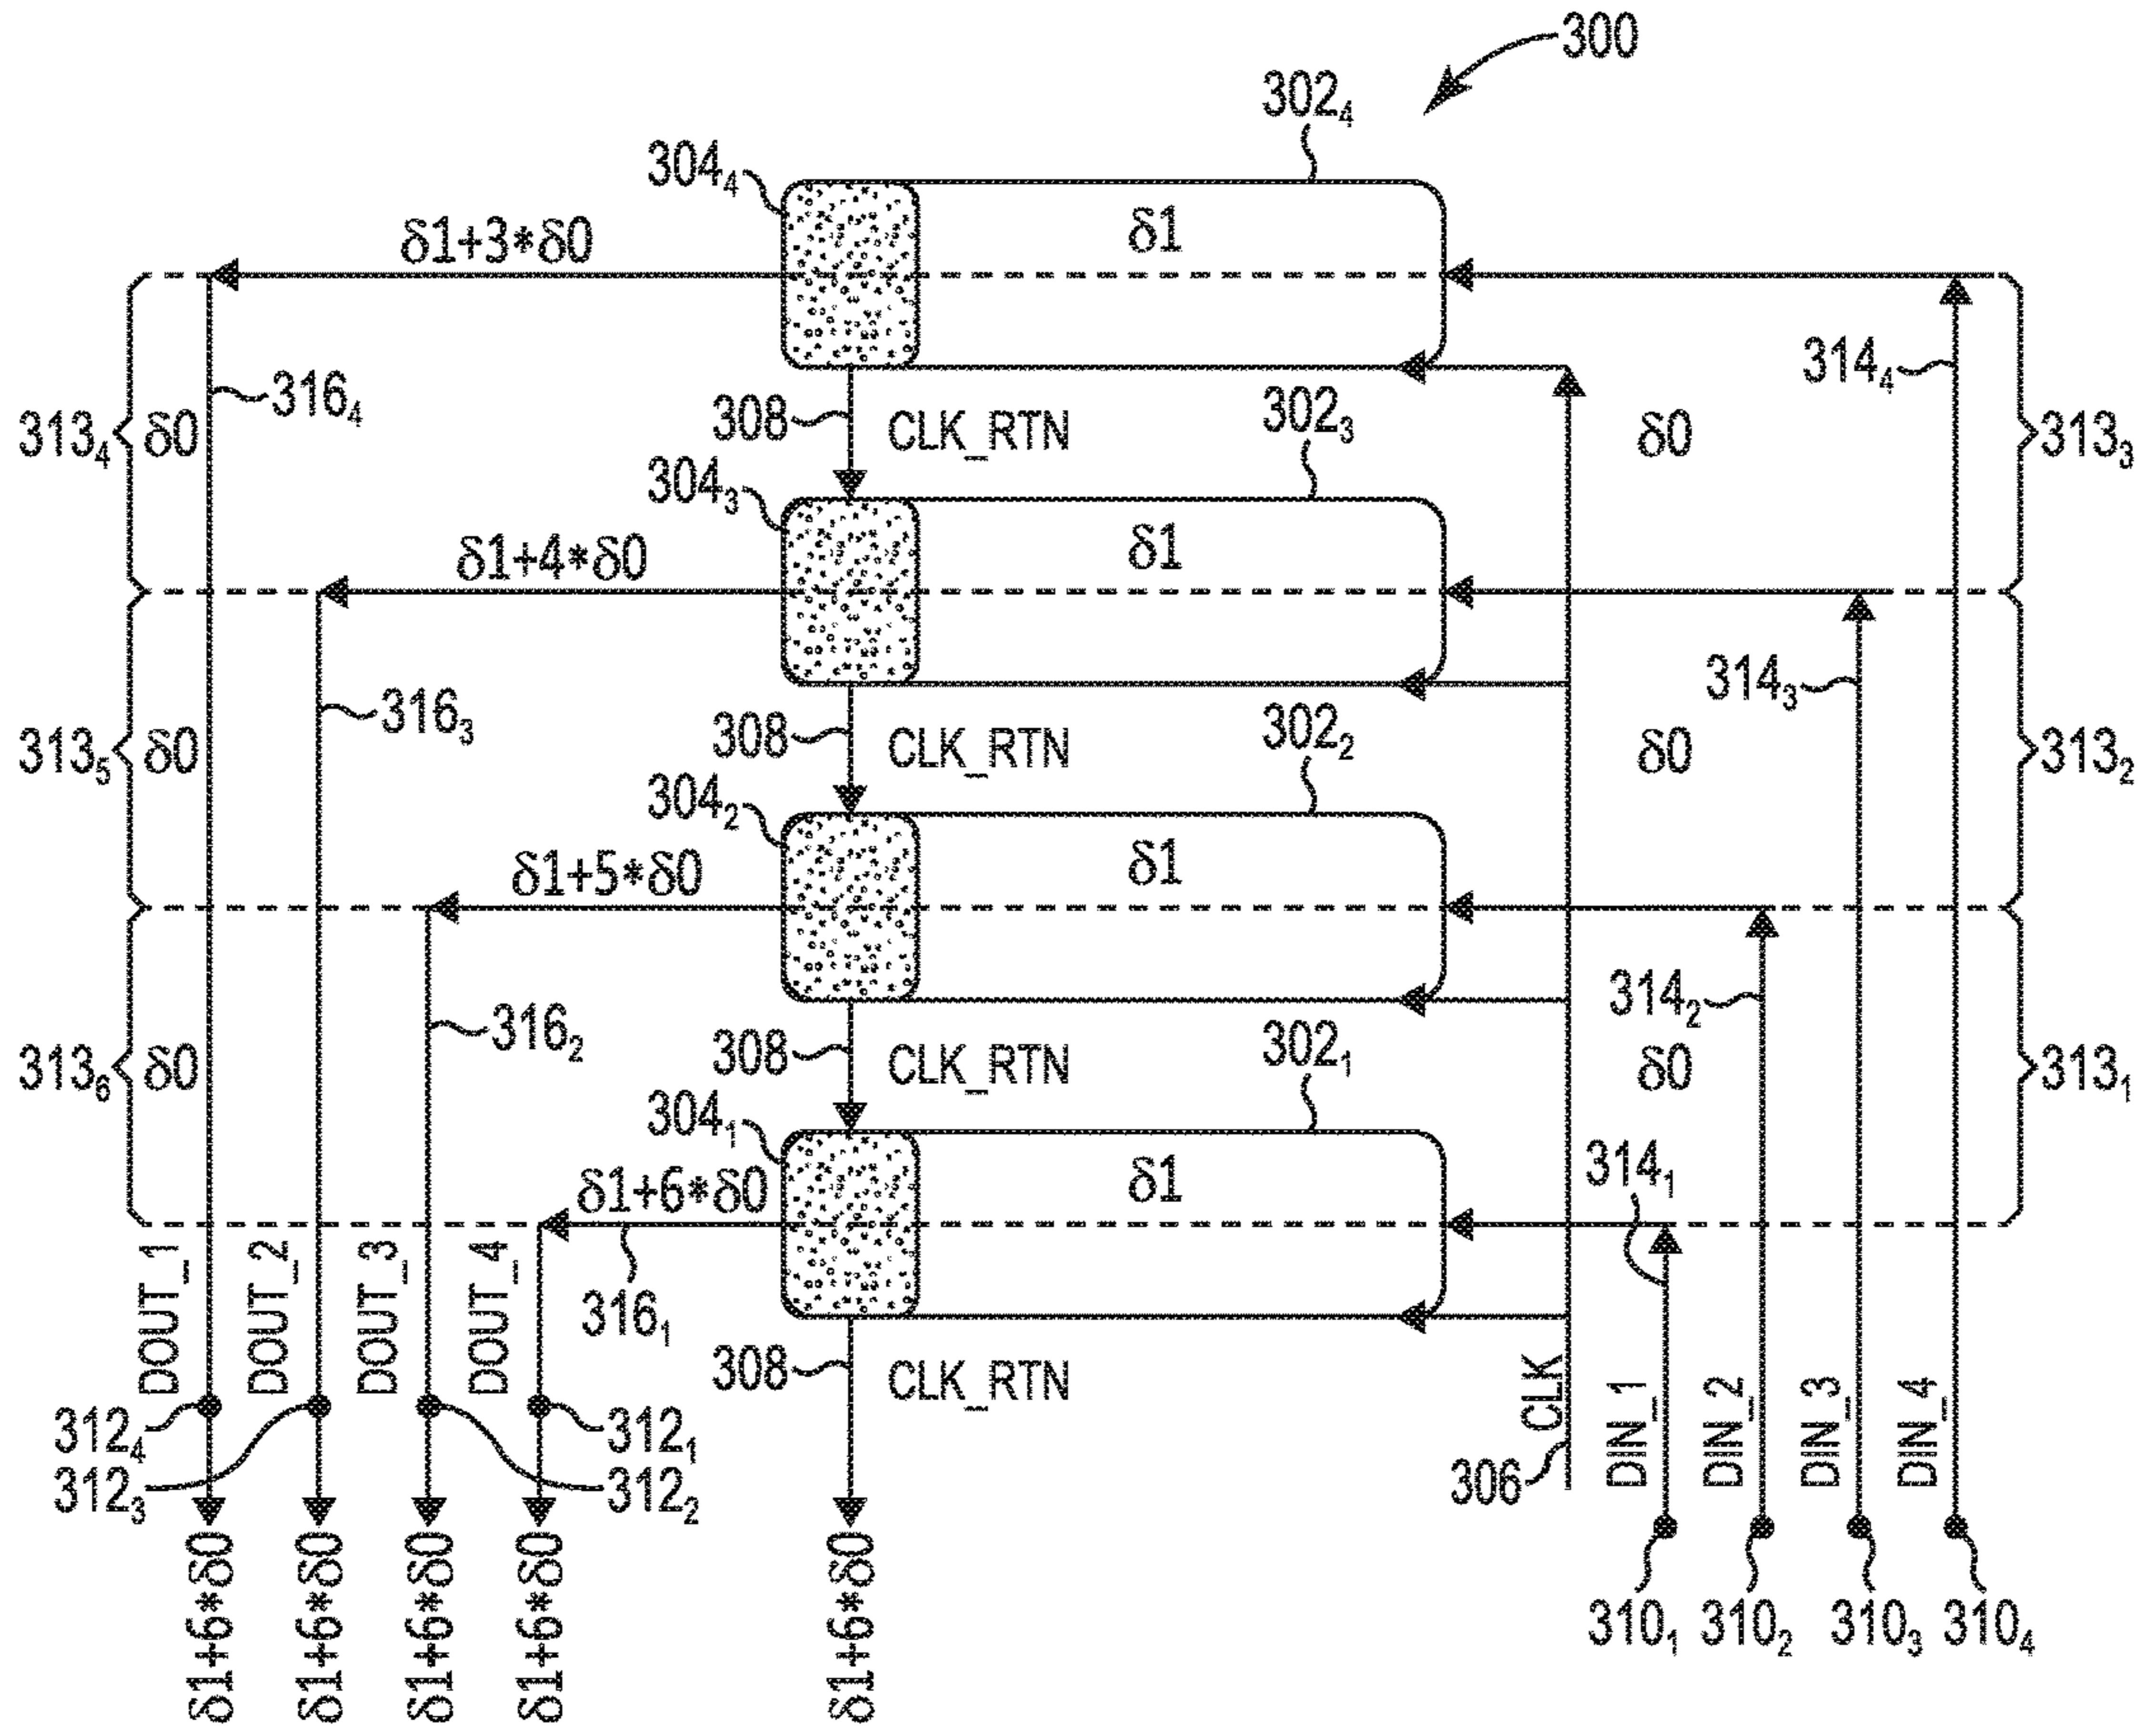 300
302₄
304₄
δ1+3*δ0
δ1
316₄
314₄
313₄ δ0
308 CLK_RTN
302₃
δ0 313₃
304₃
δ1+4*δ0
δ1
316₃
314₃
313₅ δ0
308 CLK_RTN
302₂
δ0 313₂
304₂
δ1+5*δ0
δ1
316₂
314₂
313₆ δ0
308 CLK_RTN
302₁
δ0 313₁
304₁
δ1+6*δ0
δ1
314₁
316₁
DOUT_1
DOUT_2
DOUT_3
DOUT_4
308 CLK_RTN
CLK
306
DIN_1
DIN_2
DIN_3
DIN_4
312₄
312₃
312₁
312₂
δ1+6*δ0
δ1+6*δ0
δ1+6*δ0
δ1+6*δ0
δ1+6*δ0
310₁
310₂
310₃
310₄